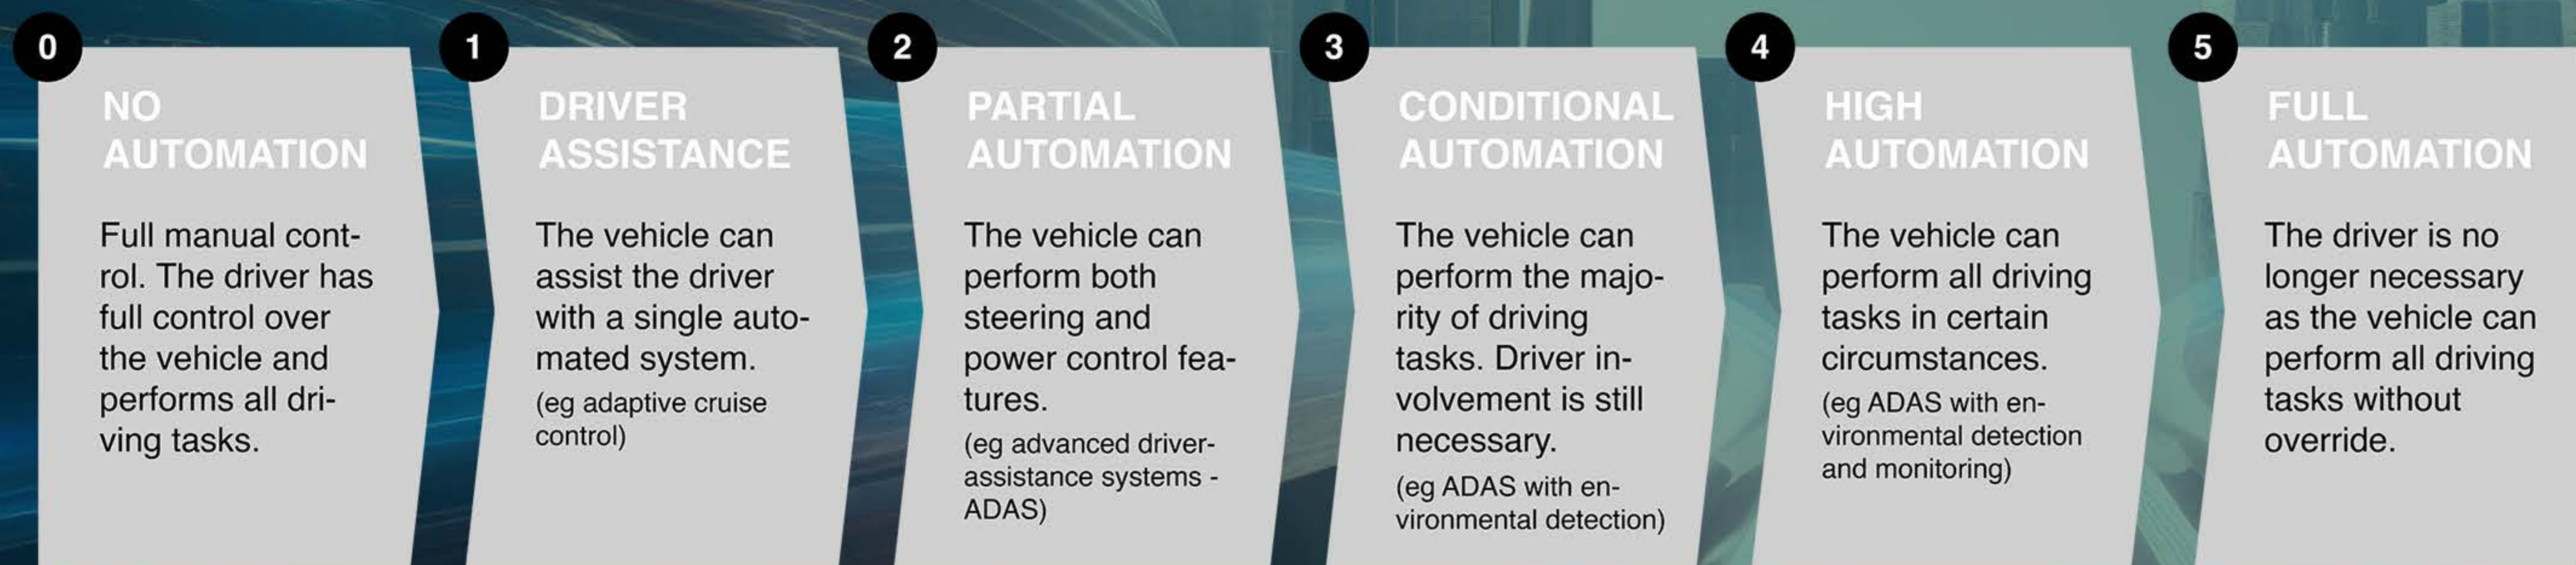 0
NO
AUTOMATION
Full manual cont-
rol. The driver has
full control over
the vehicle and
performs all dri-
ving tasks.
1
DRIVER
ASSISTANCE
The vehicle can
assist the driver
with a single auto-
mated system.
(eg adaptive cruise
control)
2
PARTIAL
AUTOMATION
The vehicle can
perform both
steering and
power control fea-
tures.
(eg advanced driver-
assistance systems -
ADAS)
3
CONDITIONAL
AUTOMATION
The vehicle can
perform the majo-
rity of driving
tasks. Driver in-
volvement is still
necessary.
(eg ADAS with en-
vironmental detection)
4
HIGH
AUTOMATION
The vehicle can
perform all driving
tasks in certain
circumstances.
(eg ADAS with en-
vironmental detection
and monitoring)
5
FULL
AUTOMATION
The driver is no
longer necessary
as the vehicle can
perform all driving
tasks without
override.